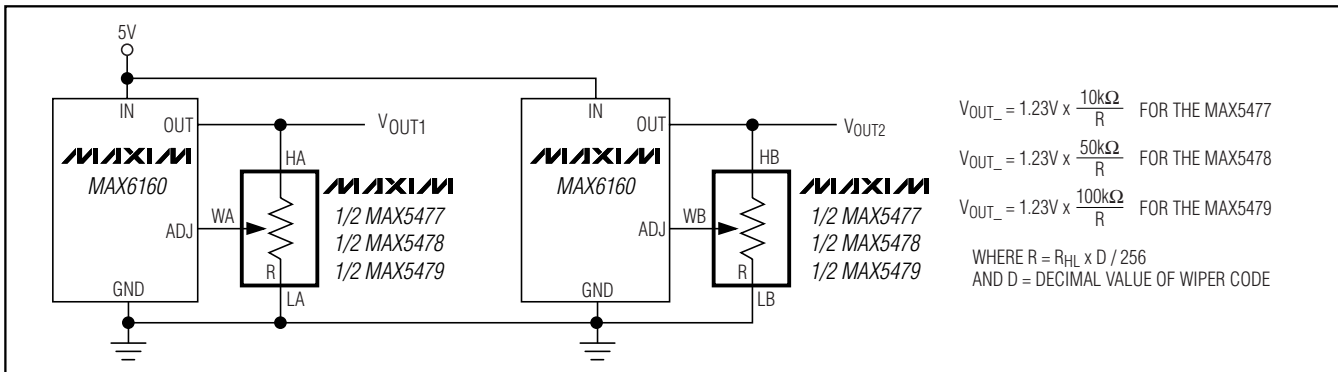 5V
IN
OUT
VOUT1
HA
MAXIM
MAX6160
MAXIM
1/2 MAX5477
1/2 MAX5478
1/2 MAX5479
WA
ADJ
R
LA
GND
IN
OUT
VOUT2
HB
MAXIM
MAX6160
MAXIM
1/2 MAX5477
1/2 MAX5478
1/2 MAX5479
WB
ADJ
R
LB
GND
VOUT_ = 1.23V x 10kΩ / R FOR THE MAX5477
VOUT_ = 1.23V x 50kΩ / R FOR THE MAX5478
VOUT_ = 1.23V x 100kΩ / R FOR THE MAX5479
WHERE R = RHL x D / 256
AND D = DECIMAL VALUE OF WIPER CODE